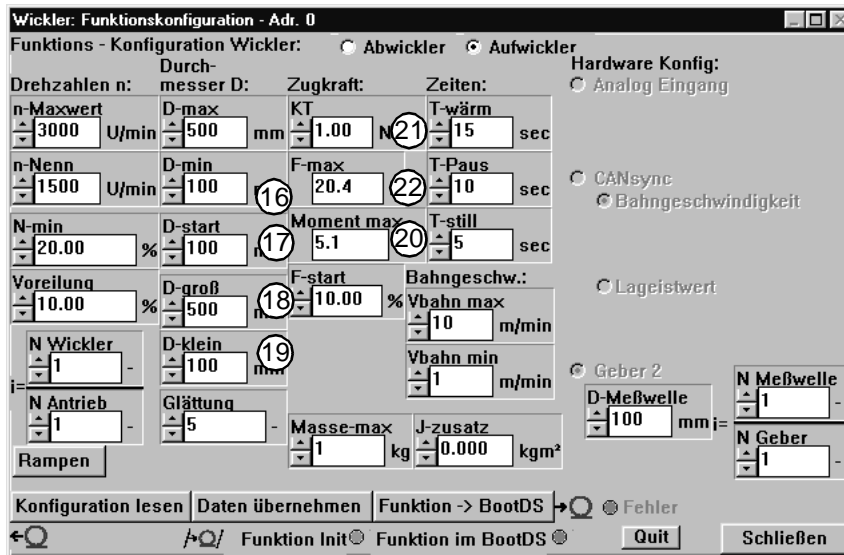 Wickler: Funktionskonfiguration - Adr. 0
Funktions - Konfiguration Wickler: Abwickler Aufwickler
Drehzahlen n:
n-Maxwert
3000 U/min
n-Nenn
1500 U/min
N-min
20.00 %
Voreilung
10.00 %
N Wickler
1 -
i=
N Antrieb
1 -
Rampen
Durch-
messer D:
D-max
500 mm
D-min
100
16
D-start
100
17
D-groß
500
18
D-klein
100 mm
19
Glättung
5 -
Zugkraft:
KT
1.00 N
21
F-max
20.4
22
Moment max
5.1
20
F-start
10.00 %
Masse-max
1 kg
Zeiten:
T-wärm
15 sec
T-Paus
10 sec
T-still
5 sec
Bahngeschw.:
Vbahn max
10 m/min
Vbahn min
1 m/min
J-zusatz
0.000 kgm²
Hardware Konfig:
Analog Eingang
CANsync
Bahngeschwindigkeit
Lageistwert
Geber 2
D-Meßwelle
100 mm
i=
N Meßwelle
1 -
N Geber
1 -
Konfiguration lesen Daten übernehmen Funktion -> BootDS Fehler
Funktion Init Funktion im BootDS Quit Schließen